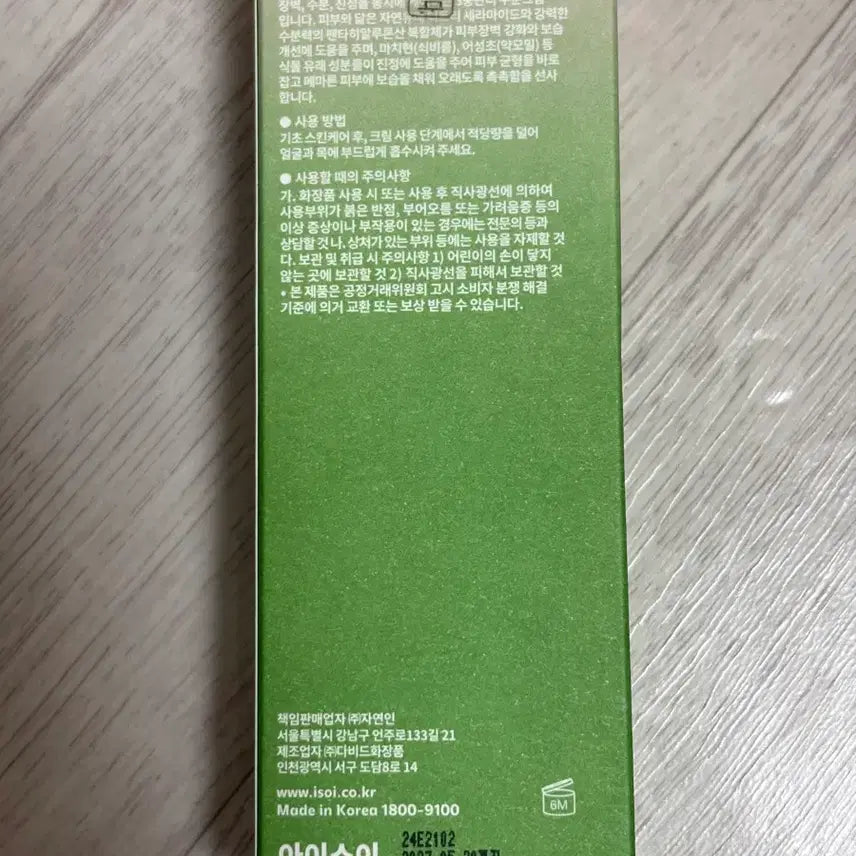 장벽, 수분, 진정을 동시에
입니다. 피부와 닮은 자연유 세라마이드와 강력한
수분력의 펜타히알루론산 복합체가 피부장벽 강화와 보습
개선에 도움을 주며, 마치현(쇠비름), 어성초(약모밀) 등
식물 유래 성분들이 진정에 도움을 주어 피부 균형을 바로
잡고 메마른 피부에 보습을 채워 오래도록 촉촉함을 선사
합니다.
● 사용 방법
기초 스킨케어 후, 크림 사용 단계에서 적당량을 덜어
얼굴과 목에 부드럽게 흡수시켜 주세요.
● 사용할 때의 주의사항
가. 화장품 사용 시 또는 사용 후 직사광선에 의하여
사용부위가 붉은 반점, 부어오름 또는 가려움증 등의
이상 증상이나 부작용이 있는 경우에는 전문의 등과
상담할 것 나. 상처가 있는 부위 등에는 사용을 자제할 것
다. 보관 및 취급 시 주의사항 1) 어린이의 손이 닿지
않는 곳에 보관할 것 2) 직사광선을 피해서 보관할 것
• 본 제품은 공정거래위원회 고시 소비자 분쟁 해결
기준에 의거 교환 또는 보상 받을 수 있습니다.
책임판매업자 ㈜자연인
서울특별시 강남구 언주로133길 21
제조업자 ㈜다비드화장품
인천광역시 서구 도담8로 14
www.isoi.co.kr
Made in Korea 1800-9100
6M
아이소이
24E2102